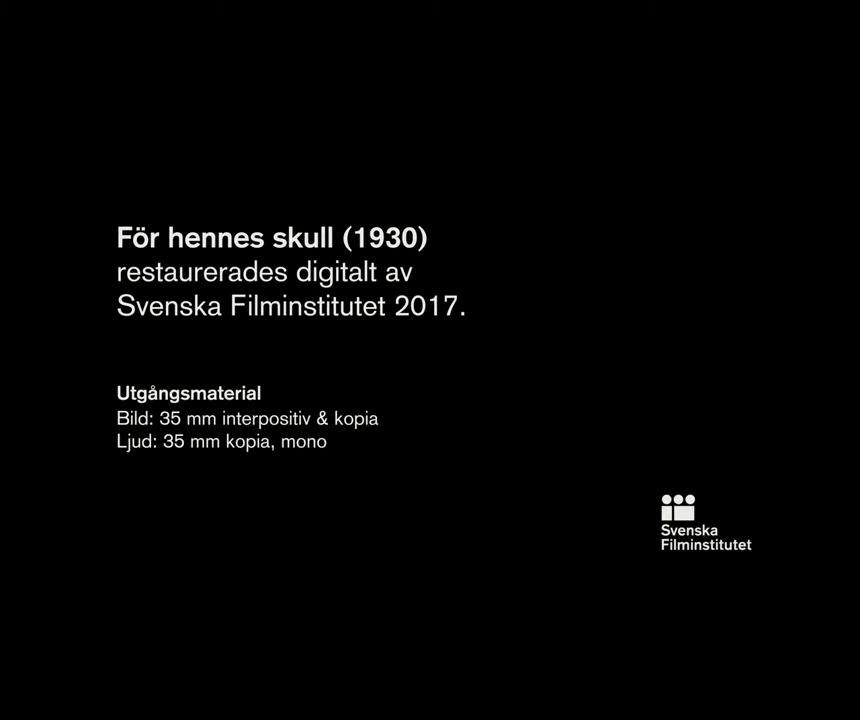 För hennes skull (1930)
restaurerades digitalt av
Svenska Filminstitutet 2017.
Utgångsmaterial
Bild: 35 mm interpositiv & kopia
Ljud: 35 mm kopia, mono
Svenska
Filminstitutet